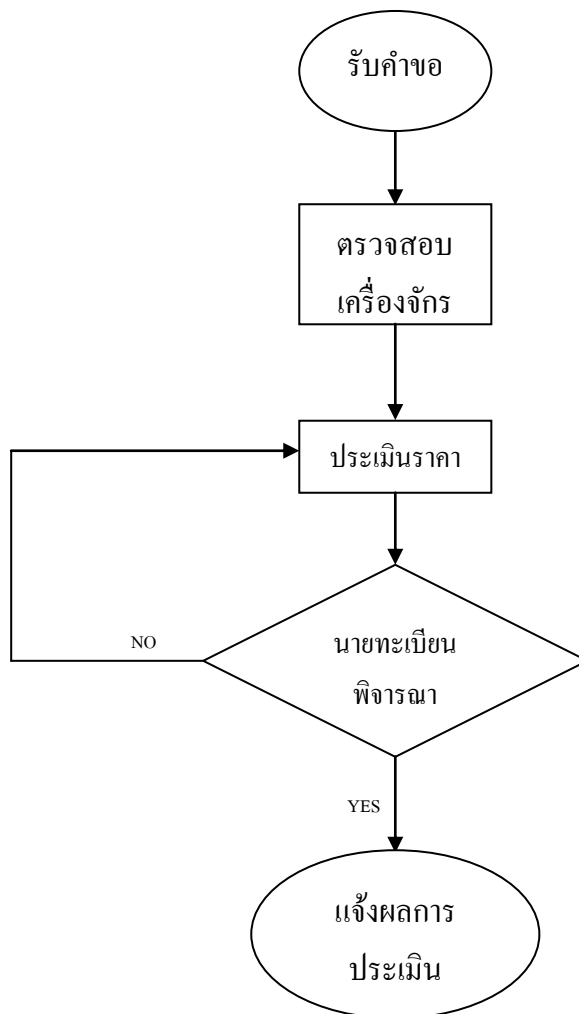 รับคำขอ
ตรวจสอบ
เครื่องจักร
ประเมินราคา
นายทะเบียน
พิจารณา
NO
YES
แจ้งผลการ
ประเมิน